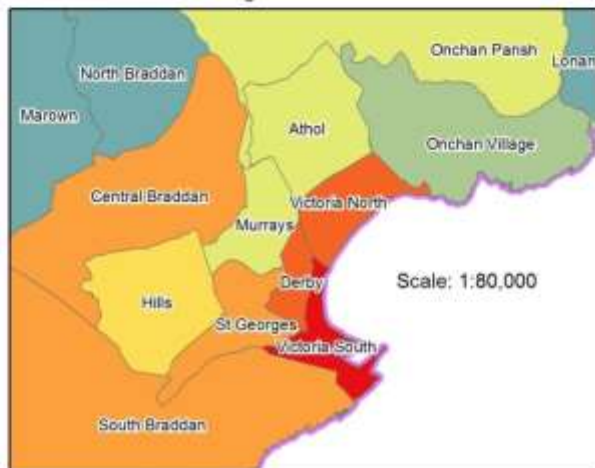 Onchan Parish
North Braddan
Lonan
Marown
Athol
Onchan Village
Central Braddan
Victoria North
Murrays
Scale: 1:80,000
Derby
Hills
St Georges
Victoria South
South Braddan